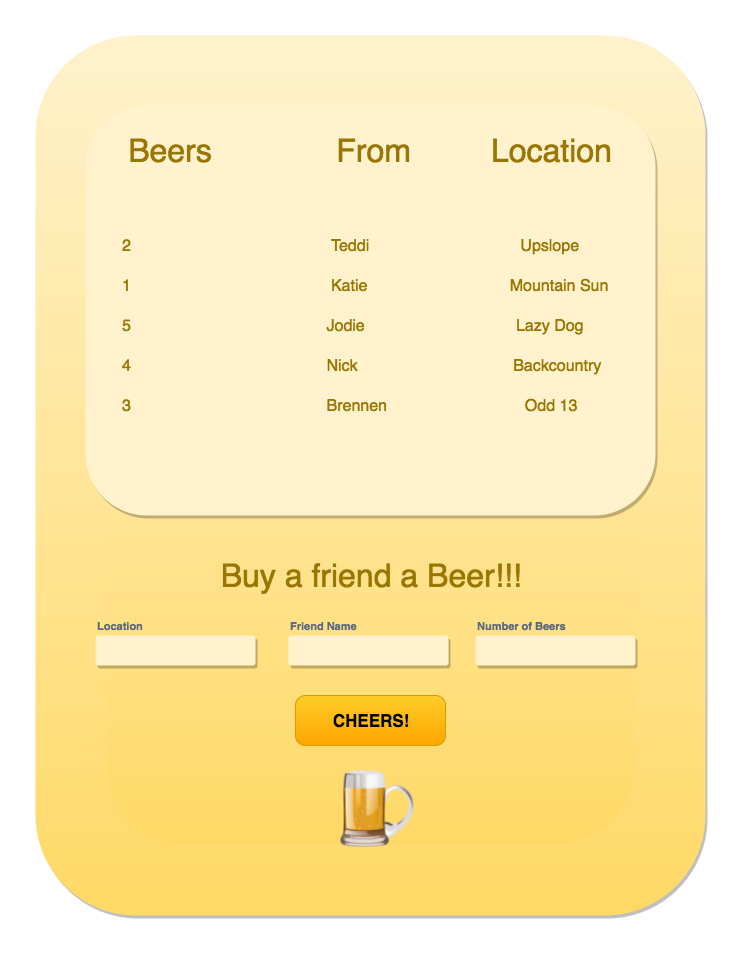 Beers From Location
2 Teddi Upslope
1 Katie Mountain Sun
5 Jodie Lazy Dog
4 Nick Backcountry
3 Brennen Odd 13
Buy a friend a Beer!!!
Location Friend Name Number of Beers
CHEERS!